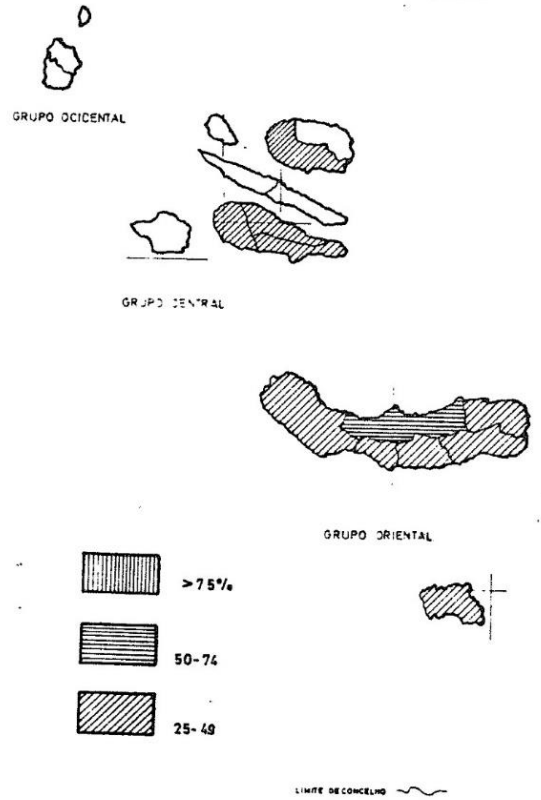 GRUPO OCIDENTAL
GRUPO CENTRAL
GRUPO ORIENTAL
>75%
50-74
25-49
LIMITE DE CONCELHO